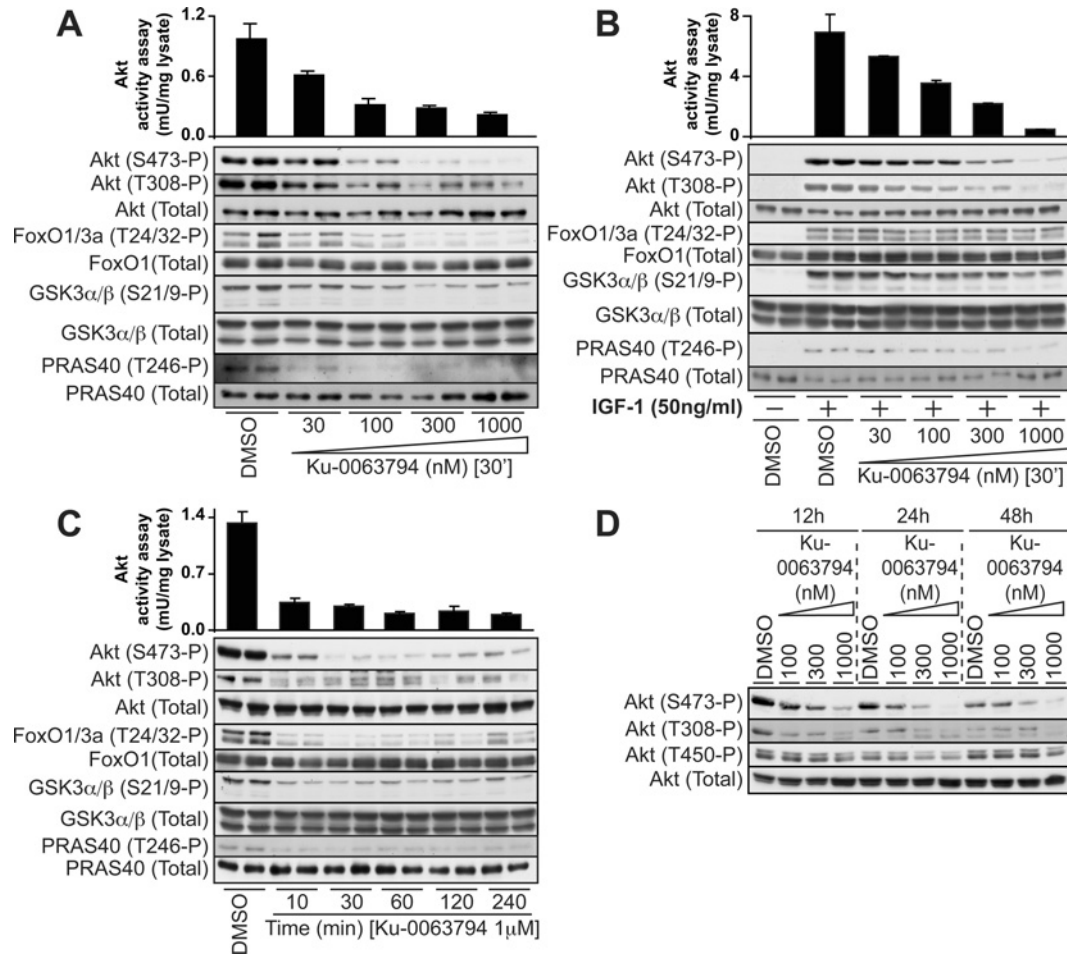 A
1.2
0.6
0.0
Akt
activity assay
(mU/mg lysate)
Akt (S473-P)
Akt (T308-P)
Akt (Total)
FoxO1/3a (T24/32-P)
FoxO1(Total)
GSK3α/β (S21/9-P)
GSK3α/β (Total)
PRAS40 (T246-P)
PRAS40 (Total)
DMSO
30 100 300 1000
Ku-0063794 (nM) [30']
B
8
4
0
Akt
activity assay
(mU/mg lysate)
Akt (S473-P)
Akt (T308-P)
Akt (Total)
FoxO1/3a (T24/32-P)
FoxO1(Total)
GSK3α/β (S21/9-P)
GSK3α/β (Total)
PRAS40 (T246-P)
PRAS40 (Total)
IGF-1 (50ng/ml) − + + + + +
DMSO DMSO 30 100 300 1000
Ku-0063794 (nM) [30']
C
1.4
0.7
0.0
Akt
activity assay
(mU/mg lysate)
Akt (S473-P)
Akt (T308-P)
Akt (Total)
FoxO1/3a (T24/32-P)
FoxO1(Total)
GSK3α/β (S21/9-P)
GSK3α/β (Total)
PRAS40 (T246-P)
PRAS40 (Total)
DMSO
10 30 60 120 240
Time (min) [Ku-0063794 1μM]
D
12h 24h 48h
Ku- Ku- Ku-
0063794 0063794 0063794
(nM) (nM) (nM)
DMSO 100 300 1000 DMSO 100 300 1000 DMSO 100 300 1000
Akt (S473-P)
Akt (T308-P)
Akt (T450-P)
Akt (Total)